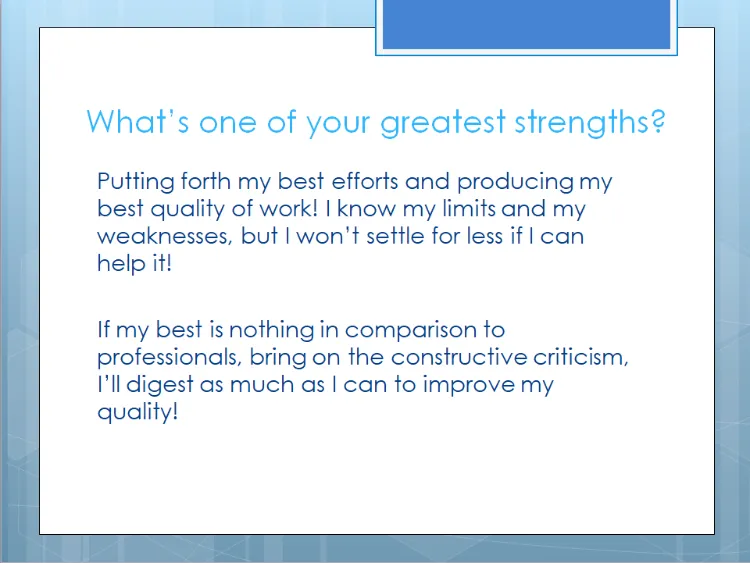 What's one of your greatest strengths?
Putting forth my best efforts and producing my
best quality of work! I know my limits and my
weaknesses, but I won't settle for less if I can
help it!
If my best is nothing in comparison to
professionals, bring on the constructive criticism,
I'll digest as much as I can to improve my
quality!